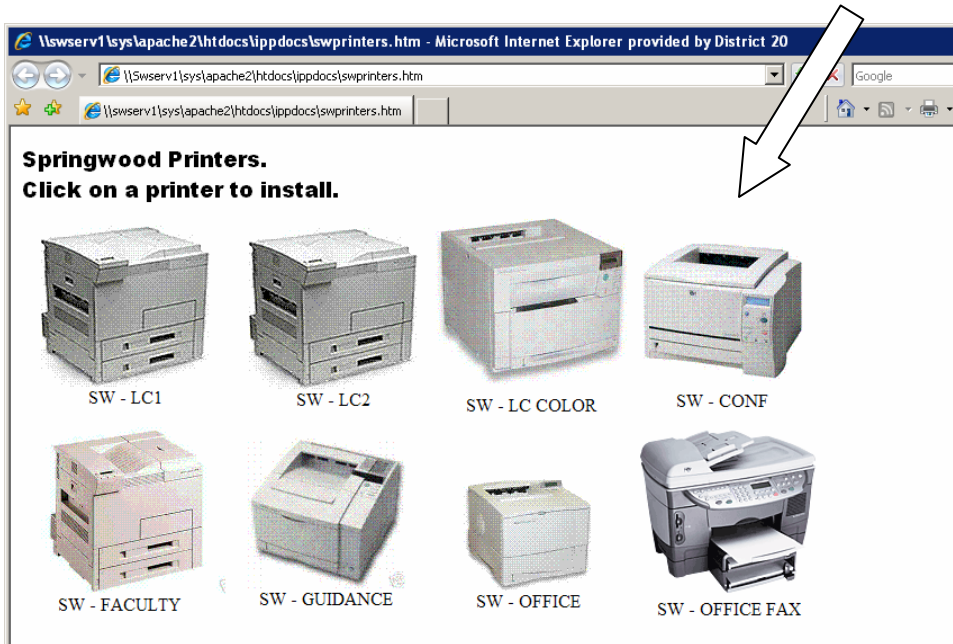 \\swserv1\sys\apache2\htdocs\ippdocs\swprinters.htm - Microsoft Internet Explorer provided by District 20
\\Swserv1\sys\apache2\htdocs\ippdocs\swprinters.htm
Google
\\swserv1\sys\apache2\htdocs\ippdocs\swprinters.htm
Springwood Printers.
Click on a printer to install.
SW - LC1
SW - LC2
SW - LC COLOR
SW - CONF
SW - FACULTY
SW - GUIDANCE
SW - OFFICE
SW - OFFICE FAX